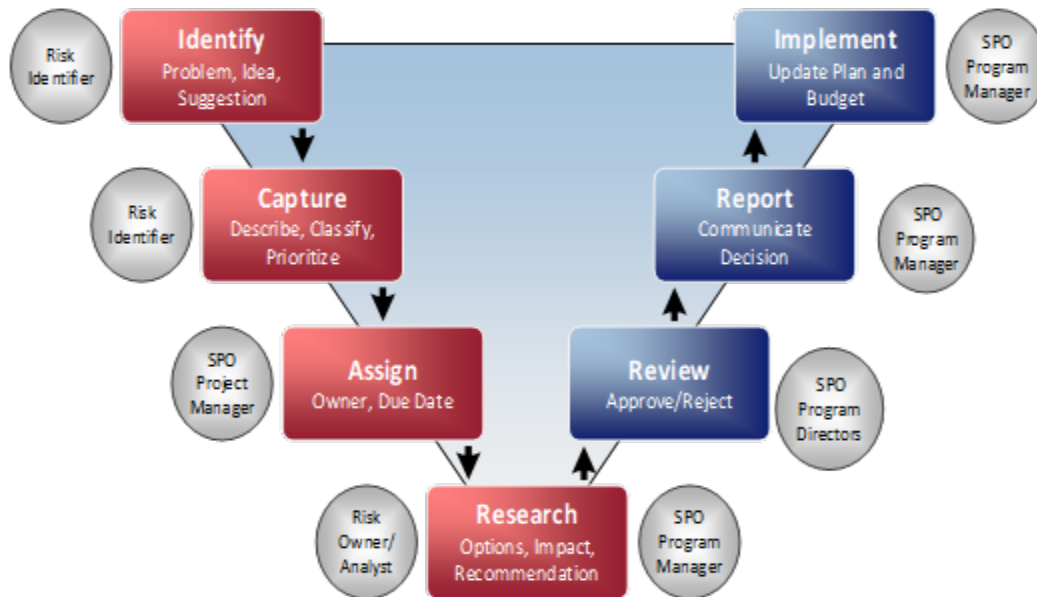 Risk
Identifier
Identify
Problem, Idea,
Suggestion
Implement
Update Plan and
Budget
SPO
Program
Manager
Risk
Identifier
Capture
Describe, Classify,
Prioritize
Report
Communicate
Decision
SPO
Program
Manager
SPO
Project
Manager
Assign
Owner, Due Date
Review
Approve/Reject
SPO
Program
Directors
Risk
Owner/
Analyst
Research
Options, Impact,
Recommendation
SPO
Program
Manager